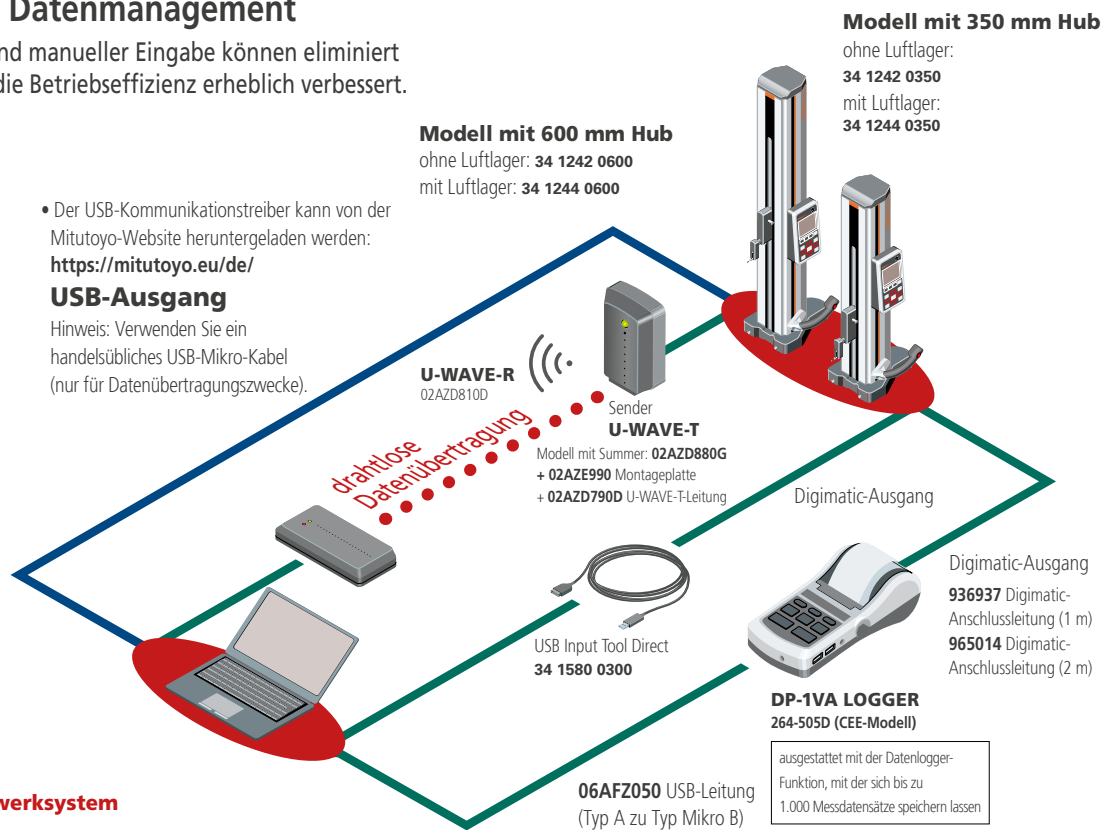 Datenmanagement
nd manueller Eingabe können eliminiert
die Betriebseffizienz erheblich verbessert.
Modell mit 350 mm Hub
ohne Luftlager:
34 1242 0350
mit Luftlager:
34 1244 0350
Modell mit 600 mm Hub
ohne Luftlager: 34 1242 0600
mit Luftlager: 34 1244 0600
• Der USB-Kommunikationstreiber kann von der
Mitutoyo-Website heruntergeladen werden:
https://mitutoyo.eu/de/
USB-Ausgang
Hinweis: Verwenden Sie ein
handelsübliches USB-Mikro-Kabel
(nur für Datenübertragungszwecke).
U-WAVE-R
02AZD810D
drahtlose
Datenübertragung
Sender
U-WAVE-T
Modell mit Summer: 02AZD880G
+ 02AZE990 Montageplatte
+ 02AZD790D U-WAVE-T-Leitung
Digimatic-Ausgang
USB Input Tool Direct
34 1580 0300
Digimatic-Ausgang
936937 Digimatic-
Anschlussleitung (1 m)
965014 Digimatic-
Anschlussleitung (2 m)
DP-1VA LOGGER
264-505D (CEE-Modell)
ausgestattet mit der Datenlogger-
Funktion, mit der sich bis zu
1.000 Messdatensätze speichern lassen
06AFZ050 USB-Leitung
(Typ A zu Typ Mikro B)
werksystem